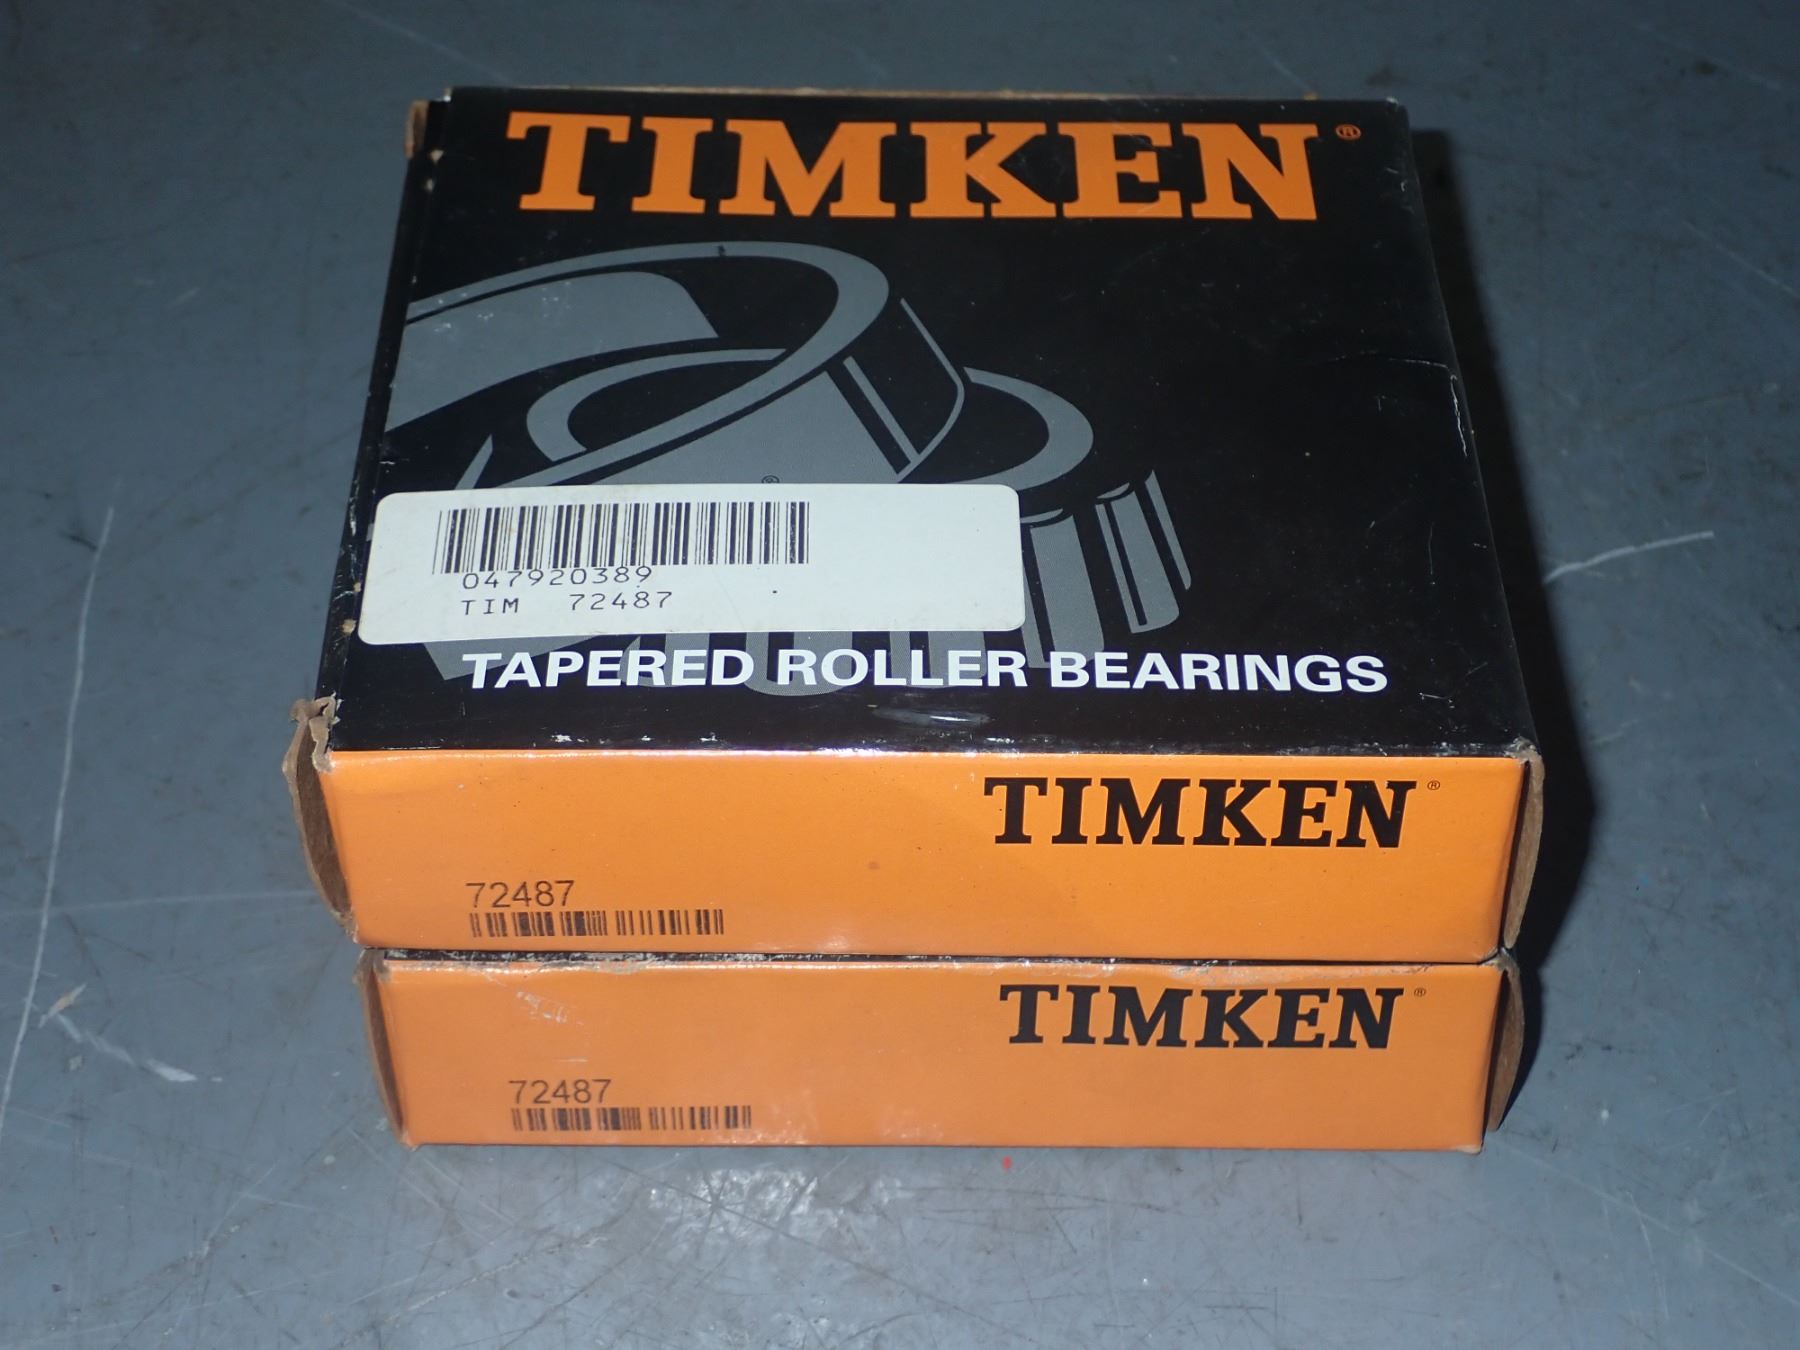 TIMKEN®
047920389
TIM 72487
TAPERED ROLLER BEARINGS
TIMKEN®
72487
TIMKEN®
72487